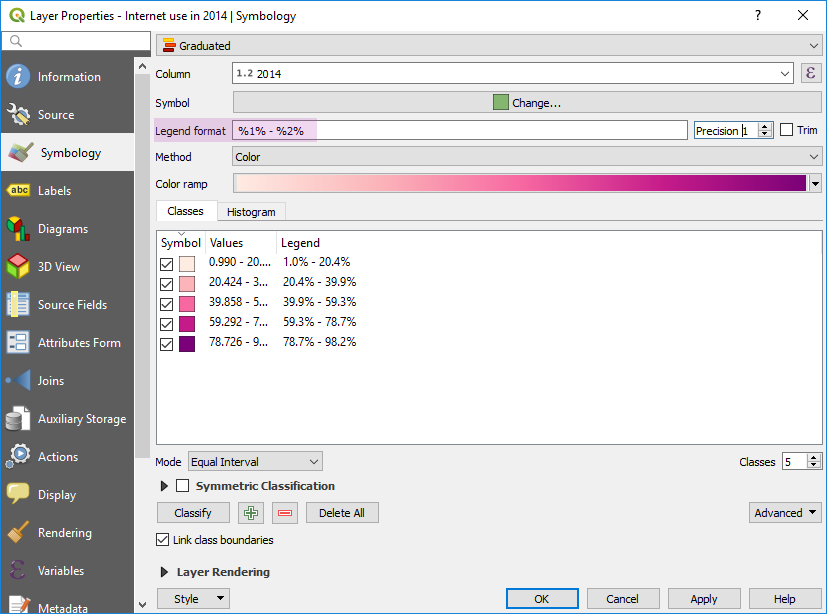 Layer Properties - Internet use in 2014 | Symbology
?
Graduated
Information
Source
Symbology
abc Labels
Diagrams
3D View
Source Fields
Attributes Form
Joins
Auxiliary Storage
Actions
Display
Rendering
Variables
Metadata
Column 1.2 2014 ε
Symbol Change...
Legend format %1% - %2% Precision 1 Trim
Method Color
Color ramp
Classes Histogram
Symbol Values Legend
0.990 - 20.... 1.0% - 20.4%
20.424 - 3... 20.4% - 39.9%
39.858 - 5... 39.9% - 59.3%
59.292 - 7... 59.3% - 78.7%
78.726 - 9... 78.7% - 98.2%
Mode Equal Interval Classes 5
Symmetric Classification
Classify Delete All Advanced
Link class boundaries
Layer Rendering
Style OK Cancel Apply Help